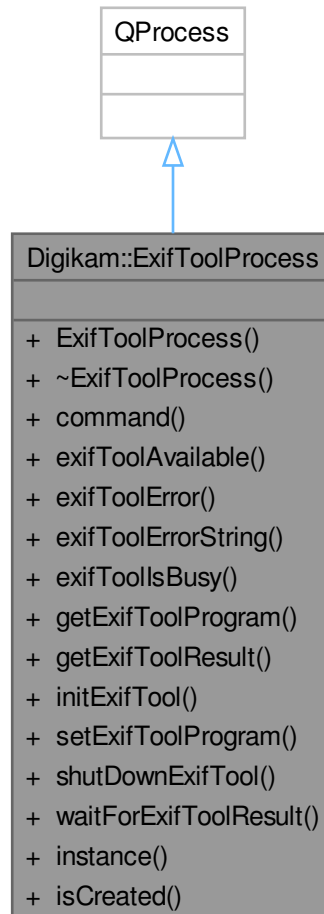 QProcess
Digikam::ExifToolProcess
+ ExifToolProcess()
+ ~ExifToolProcess()
+ command()
+ exifToolAvailable()
+ exifToolError()
+ exifToolErrorString()
+ exifToolIsBusy()
+ getExifToolProgram()
+ getExifToolResult()
+ initExifTool()
+ setExifToolProgram()
+ shutDownExifTool()
+ waitForExifToolResult()
+ instance()
+ isCreated()